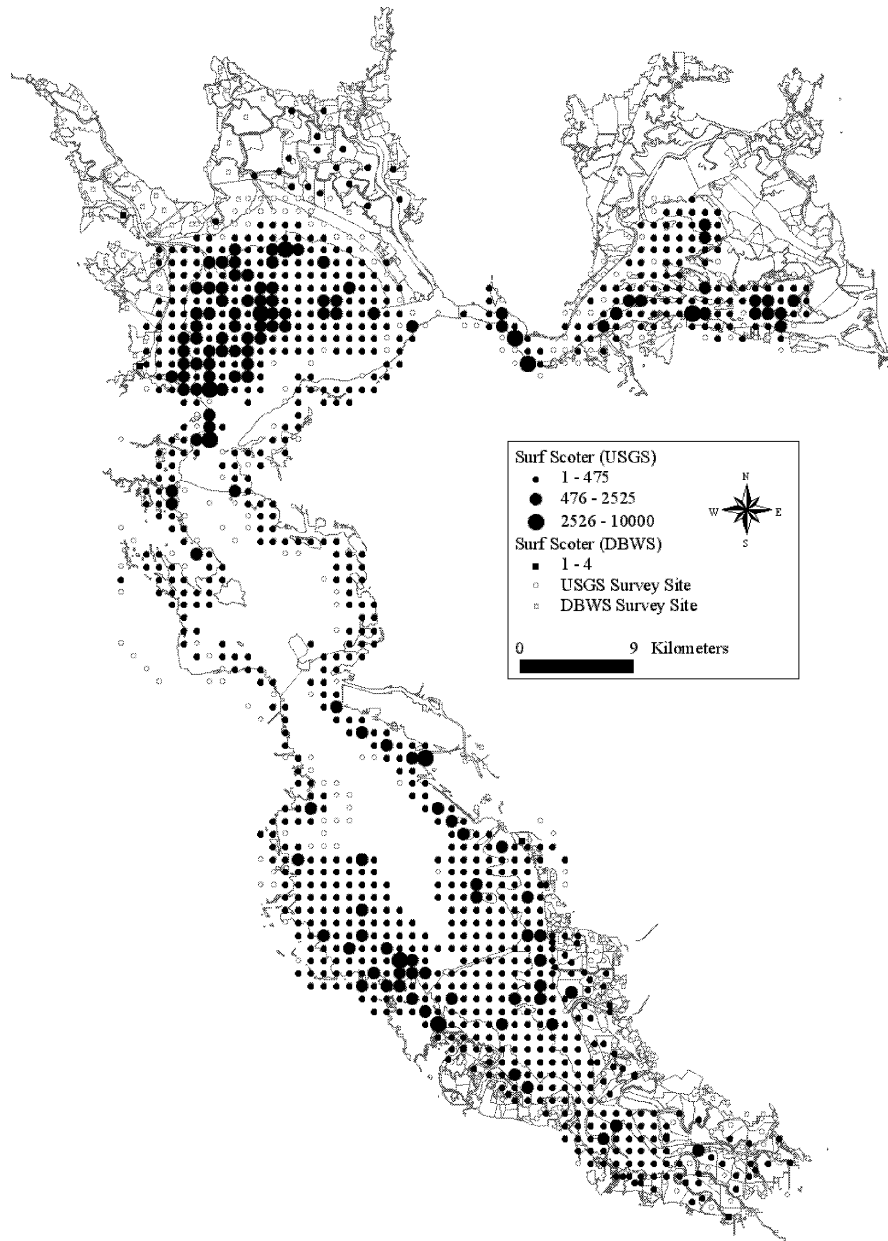 Surf Scoter (USGS)
1 - 475
476 - 2525
2526 - 10000
Surf Scoter (DBWS)
1 - 4
USGS Survey Site
DBWS Survey Site
N
W E
S
0 9 Kilometers